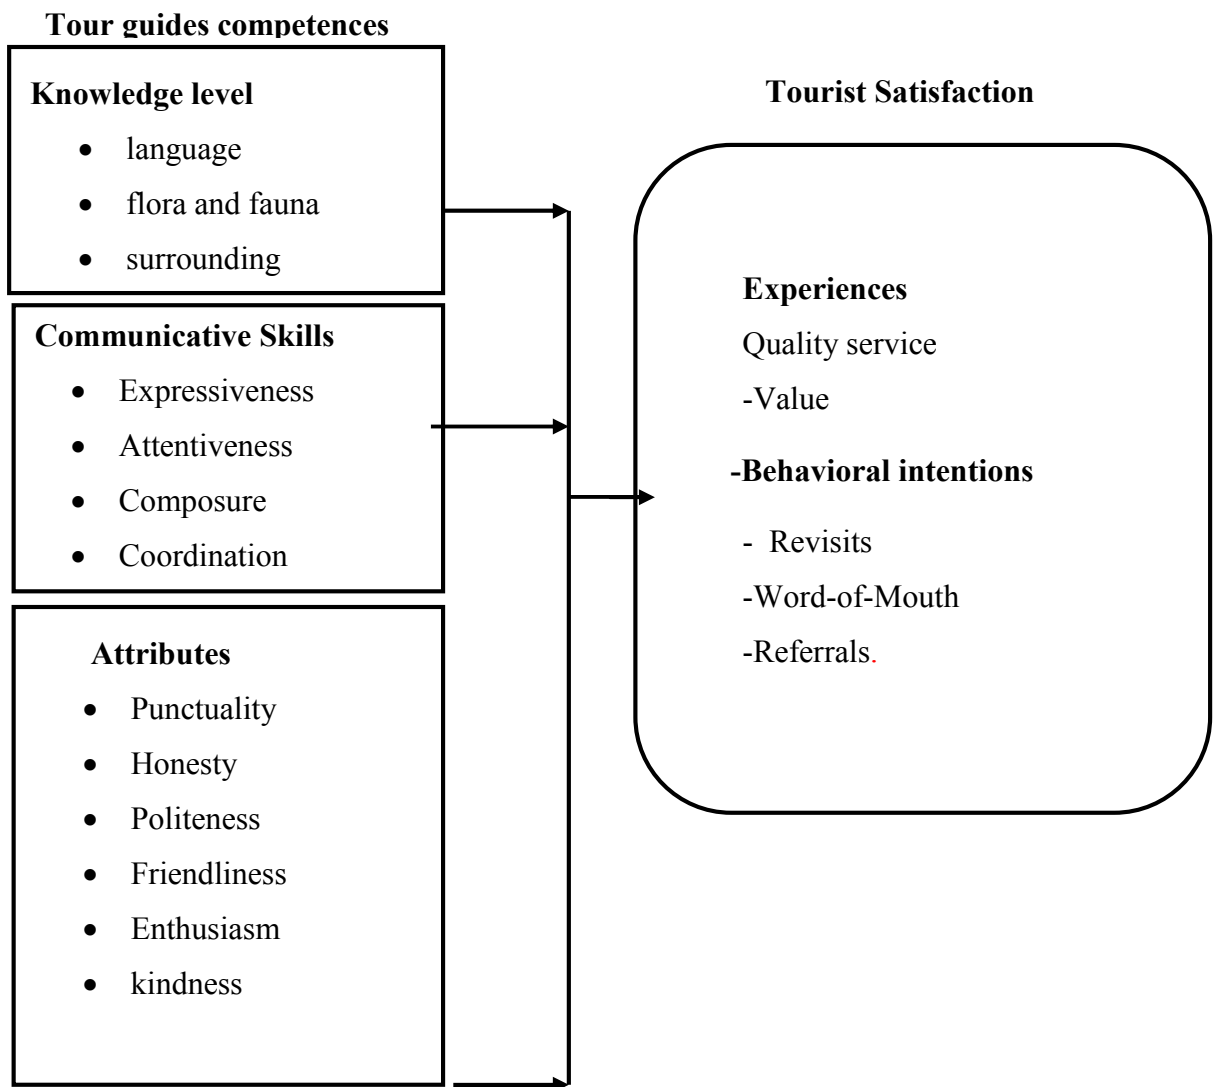 Tour guides competences
Knowledge level
• language
• flora and fauna
• surrounding
Communicative Skills
• Expressiveness
• Attentiveness
• Composure
• Coordination
Attributes
• Punctuality
• Honesty
• Politeness
• Friendliness
• Enthusiasm
• kindness
Tourist Satisfaction
Experiences
Quality service
-Value
-Behavioral intentions
- Revisits
-Word-of-Mouth
-Referrals.